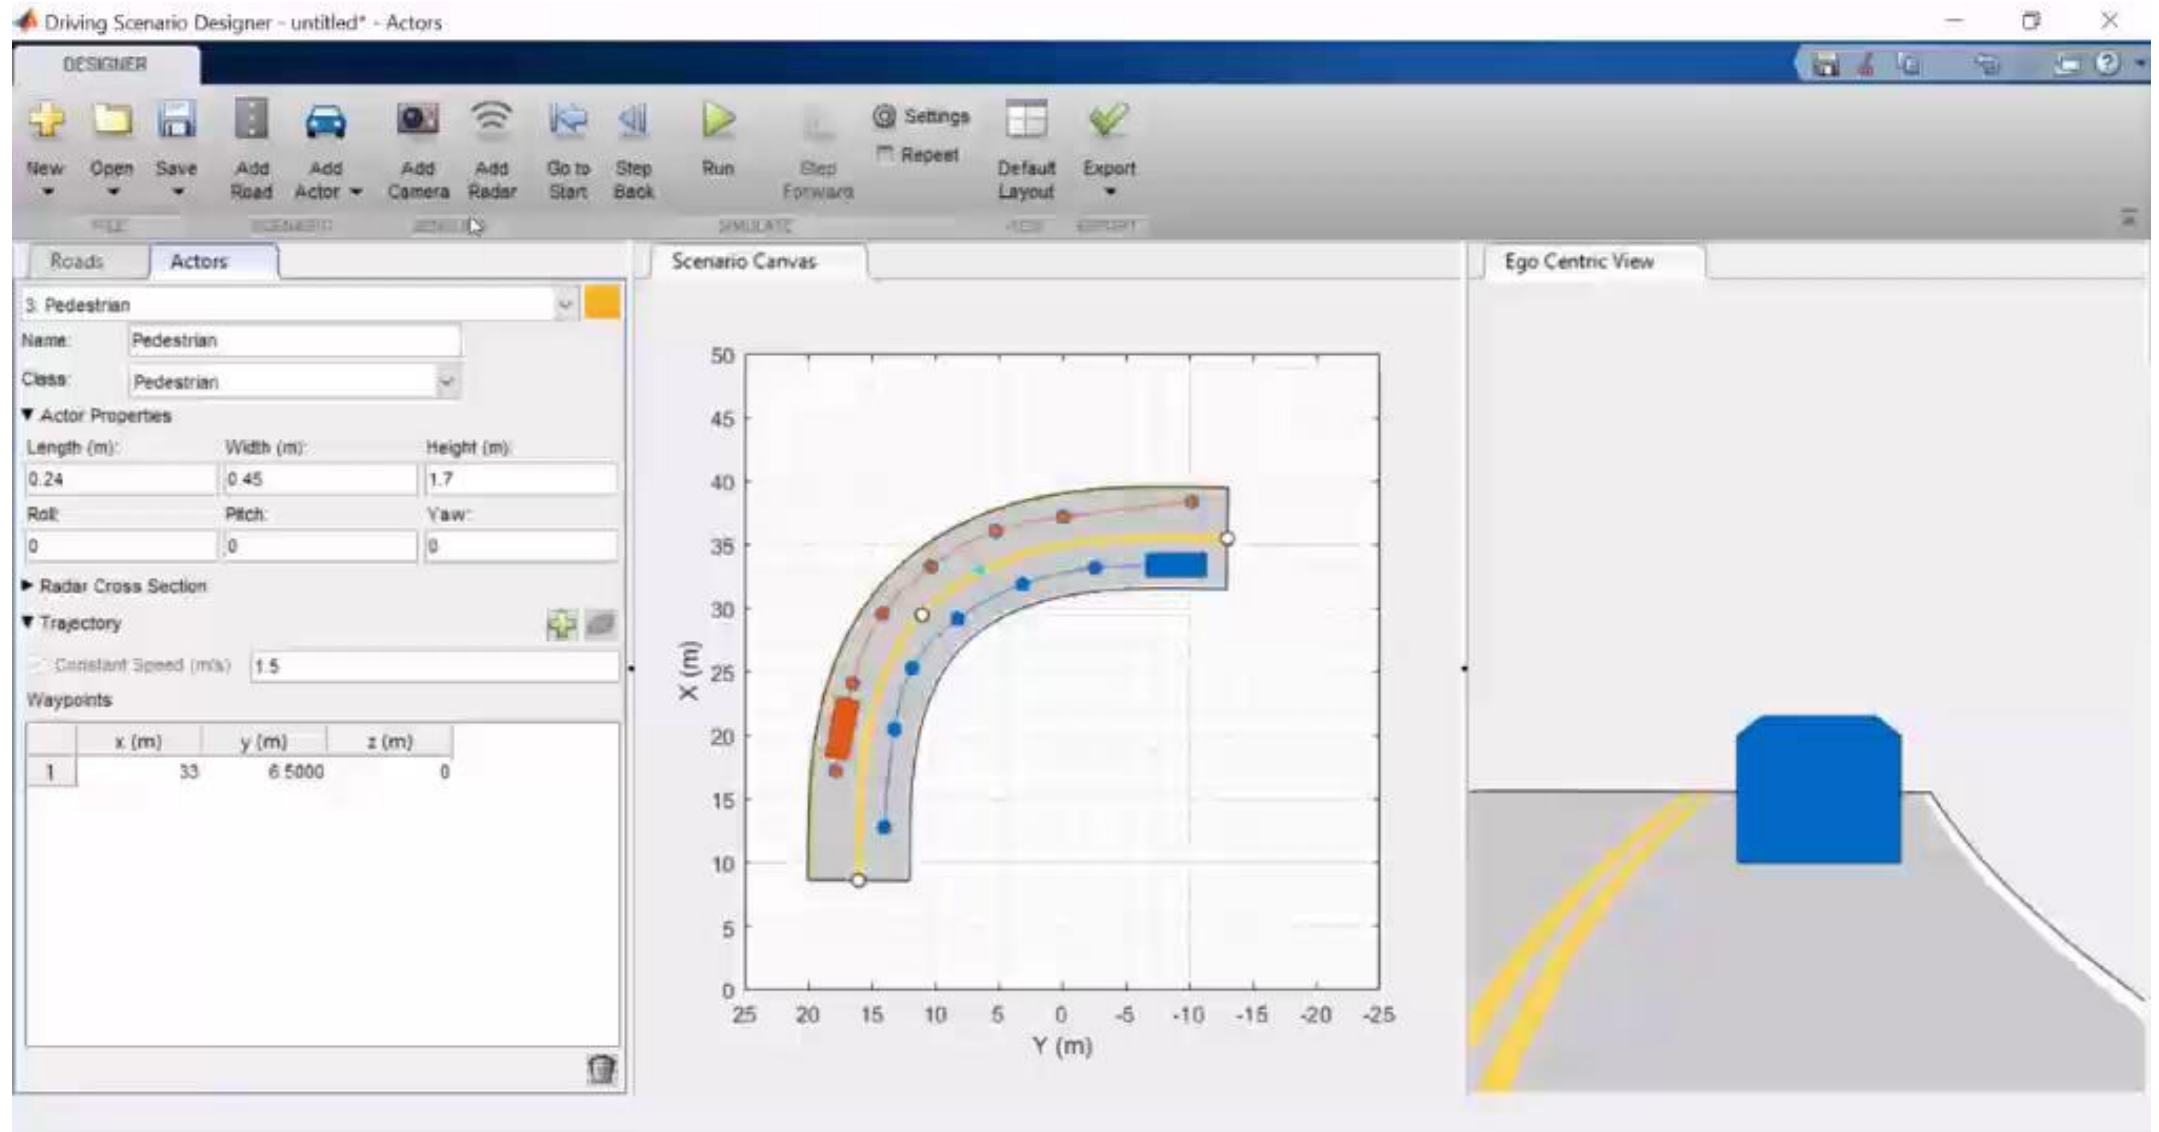 Driving Scenario Designer - untitled* - Actors
DESIGNER
New Open Save Add Road Add Actor Add Camera Add Radar Go to Start Step Back Run Step Forward Settings Repeat Default Layout Export
FILE SCENARIO SIMULATE VIEW EXPORT
Roads Actors
3. Pedestrian
Name: Pedestrian
Class: Pedestrian
Actor Properties
Length (m): Width (m): Height (m):
0.24 0.45 1.7
Roll: Pitch: Yaw:
0 0 0
Radar Cross Section
Trajectory
Constant Speed (m/s) 1.5
Waypoints
x (m) y (m) z (m)
1 33 6.5000 0
Scenario Canvas
50
45
40
35
30
25
20
15
10
5
0
X (m)
25 20 15 10 5 0 -5 -10 -15 -20 -25
Y (m)
Ego Centric View